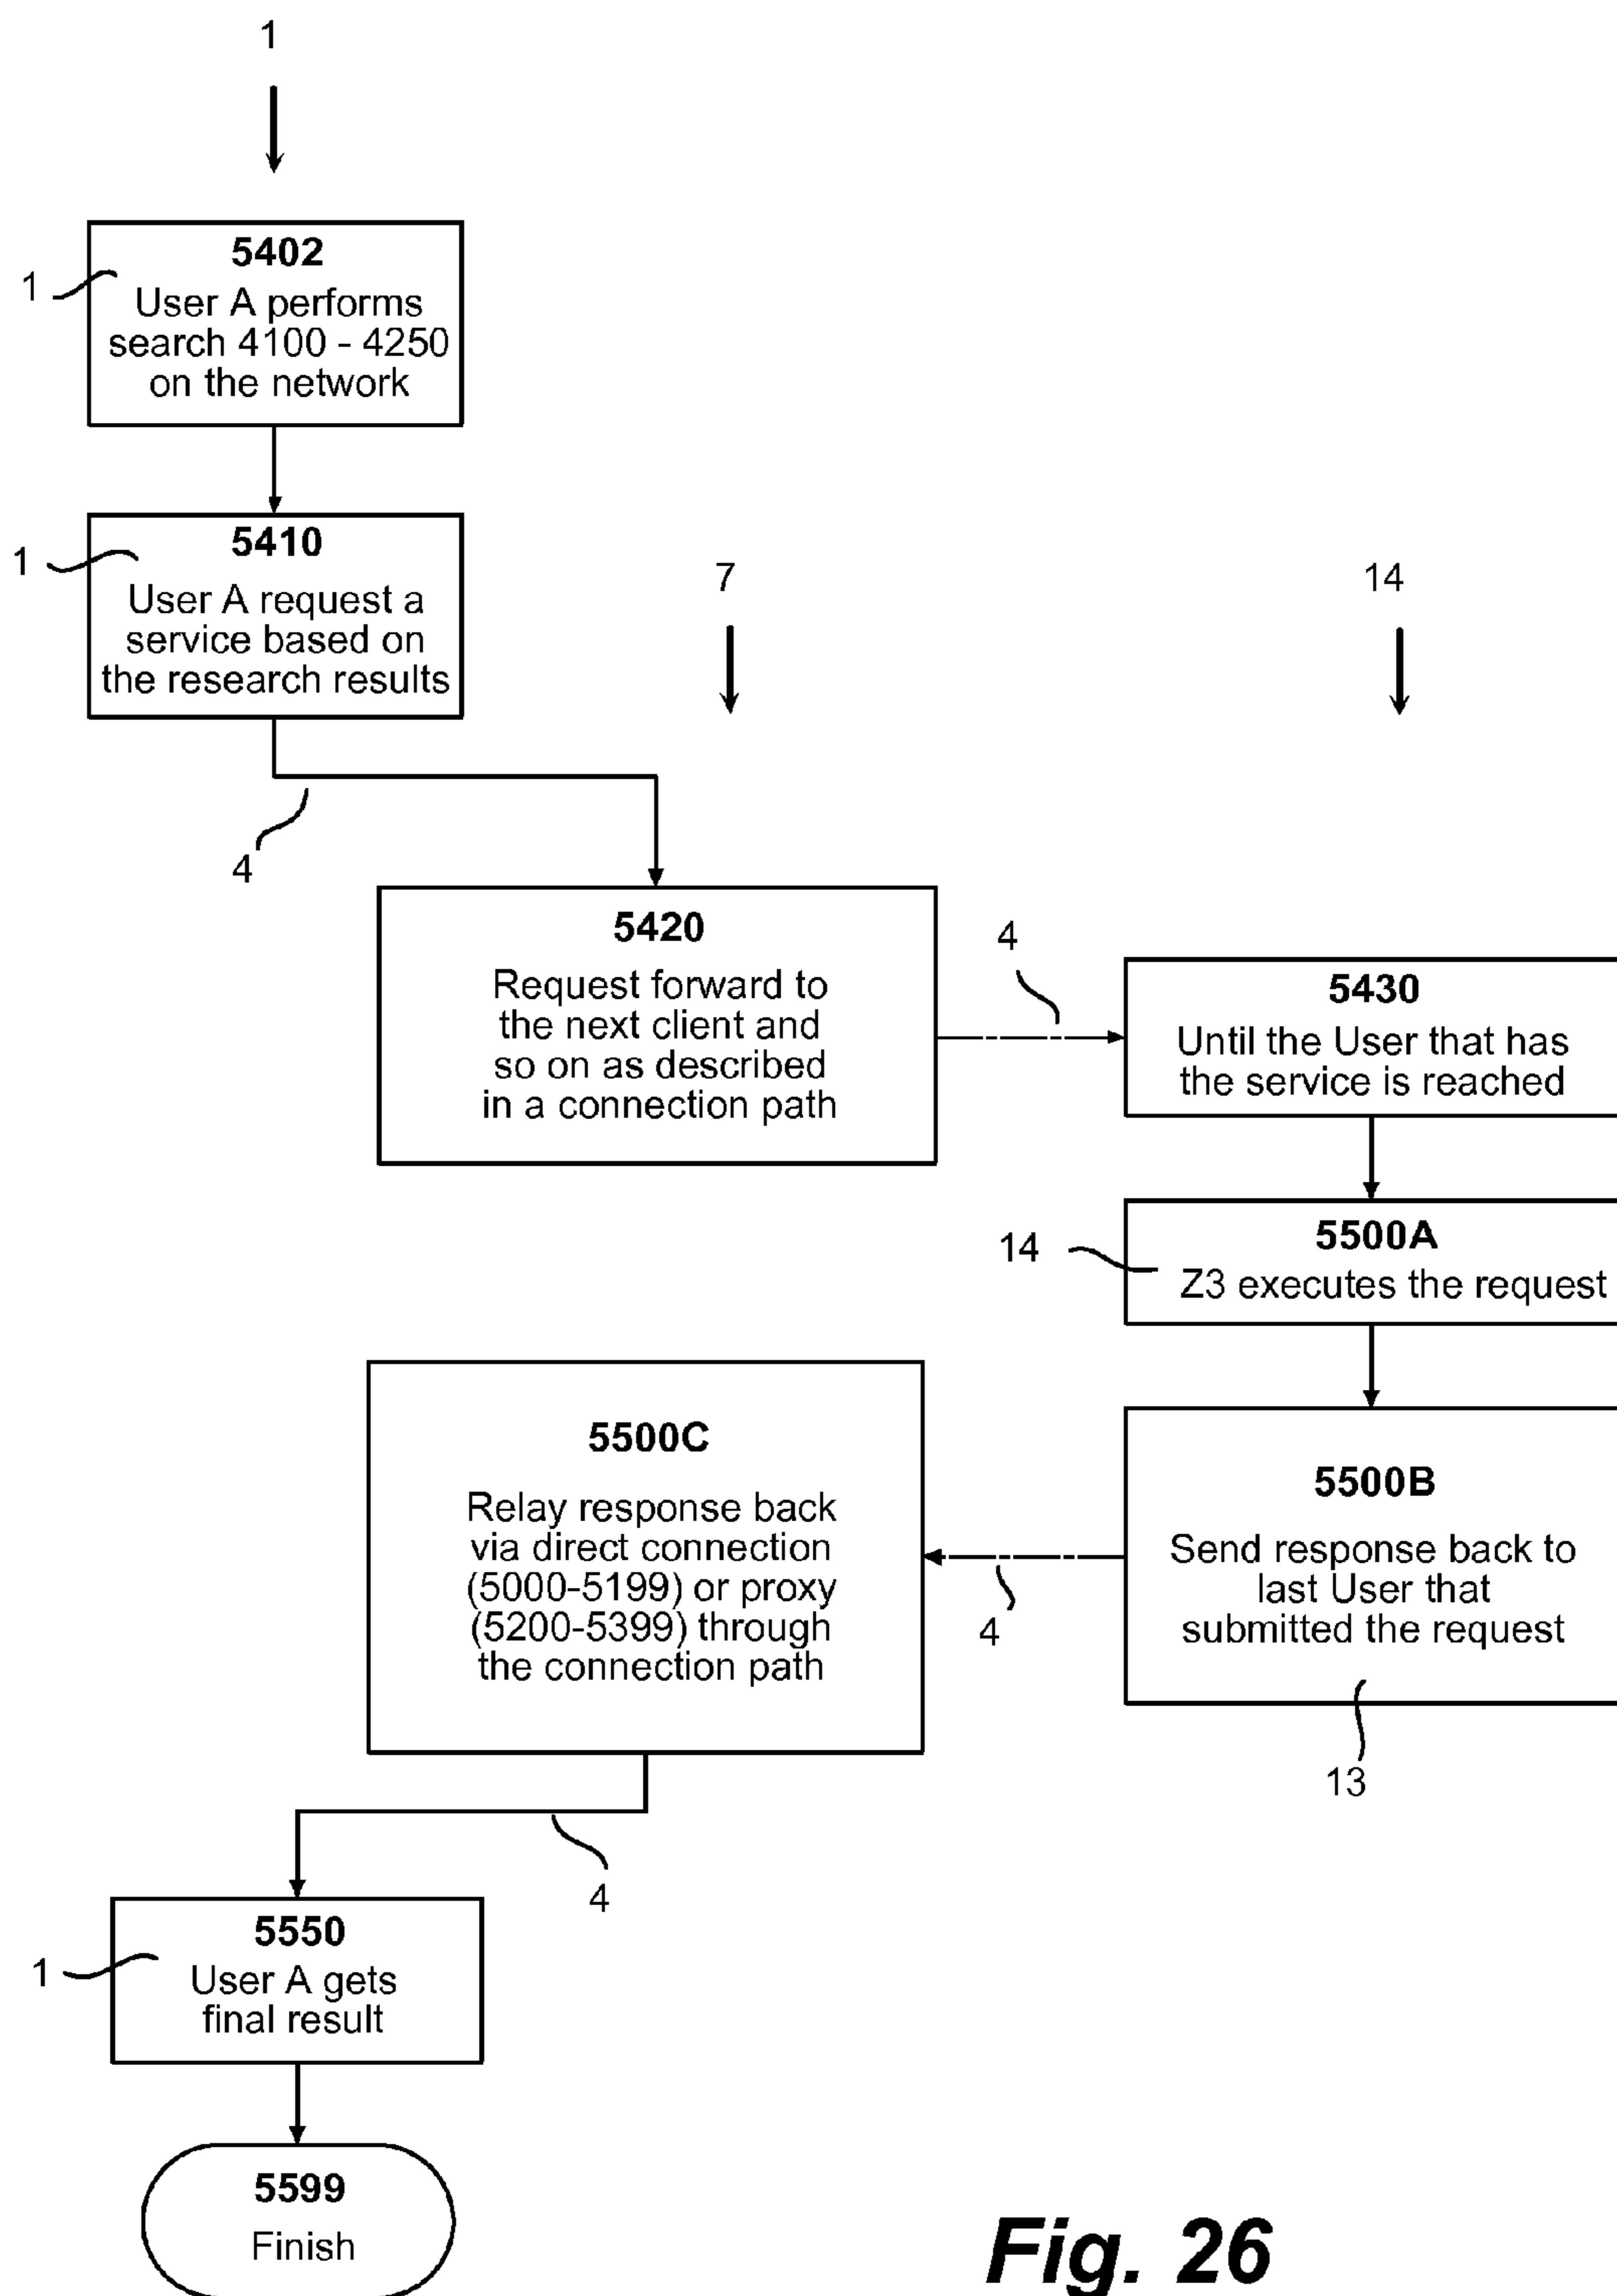 1
5402
1
User A performs
search 4100 - 4250
on the network
5410
1
User A request a
service based on
the research results
7
14
4
5420
Request forward to
the next client and
so on as described
in a connection path
4
5430
Until the User that has
the service is reached
5500A
14
Z3 executes the request
5500C
Relay response back
via direct connection
(5000-5199) or proxy
(5200-5399) through
the connection path
5500B
Send response back to
last User that
submitted the request
4
13
4
5550
1
User A gets
final result
5599
Finish
Fig. 26